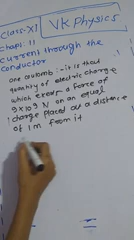 Class-XI
VK Physics
Chap:- 11
current through the
conductor
one coulomb :- it is that
quantity of electric charge
which exerts a force of
9×10⁹ N on an equal
charge placed at a distance
of 1m from it